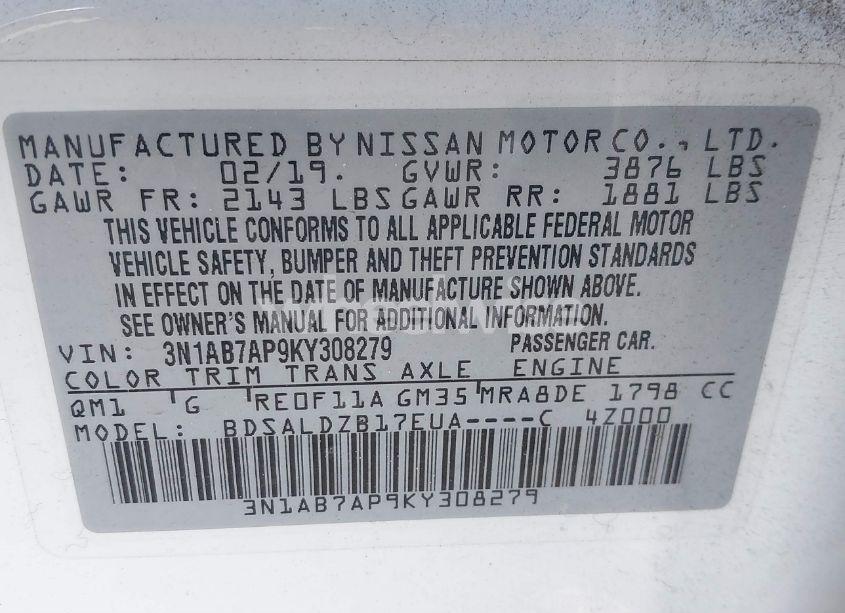 MANUFACTURED BY NISSAN MOTOR CO., LTD.
DATE: 02/19. GVWR: 3876 LBS
GAWR FR: 2143 LBS GAWR RR: 1881 LBS
THIS VEHICLE CONFORMS TO ALL APPLICABLE FEDERAL MOTOR
VEHICLE SAFETY, BUMPER AND THEFT PREVENTION STANDARDS
IN EFFECT ON THE DATE OF MANUFACTURE SHOWN ABOVE.
SEE OWNER'S MANUAL FOR ADDITIONAL INFORMATION.
VIN: 3N1AB7AP9KY308279 PASSENGER CAR.
COLOR TRIM TRANS AXLE ENGINE
QM1 G RE0F11A GM35 MRA8DE 1798 CC
MODEL: BDSALDZB17EUA----C 4Z000
3N1AB7AP9KY308279